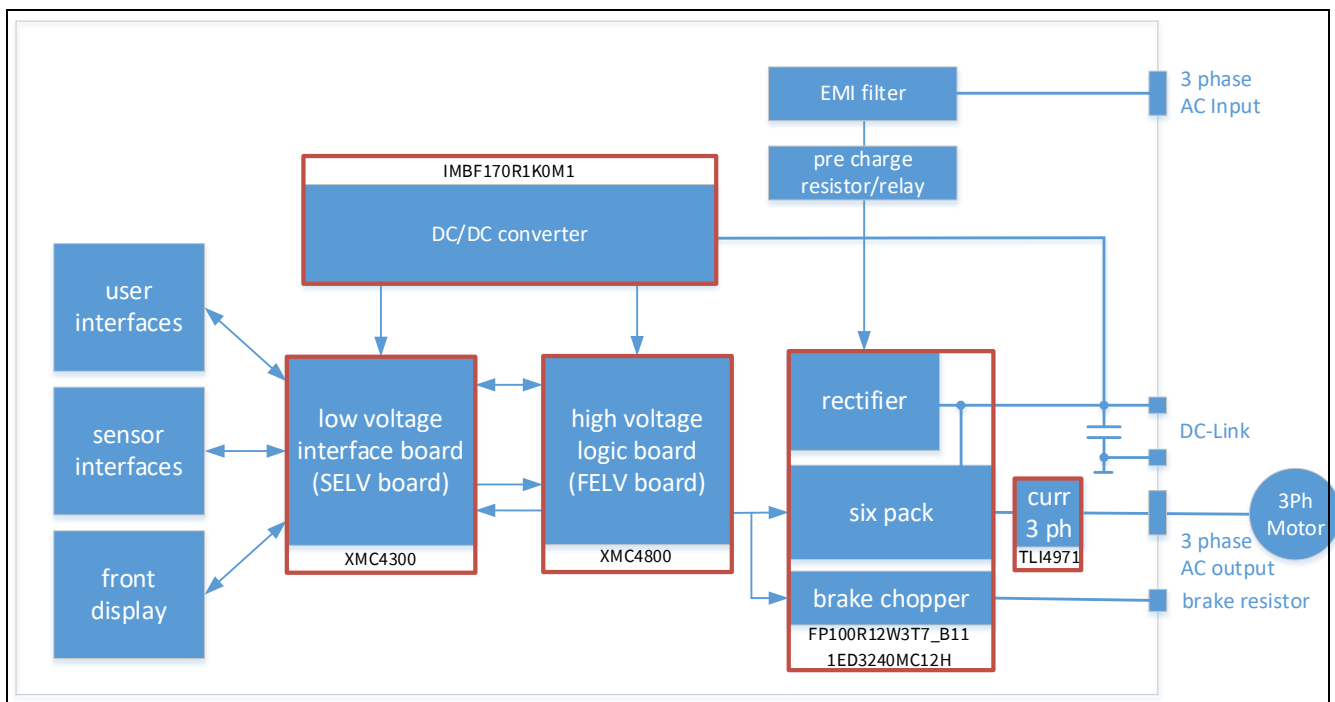 EMI filter
3 phase
AC Input
pre charge
resistor/relay
IMBF170R1K0M1
DC/DC converter
user
interfaces
sensor
interfaces
front
display
low voltage
interface board
(SELV board)
XMC4300
high voltage
logic board
(FELV board)
XMC4800
rectifier
six pack
brake chopper
FP100R12W3T7_B11
1ED3240MC12H
curr
3 ph
TLI4971
DC-Link
3Ph
Motor
3 phase
AC output
brake resistor